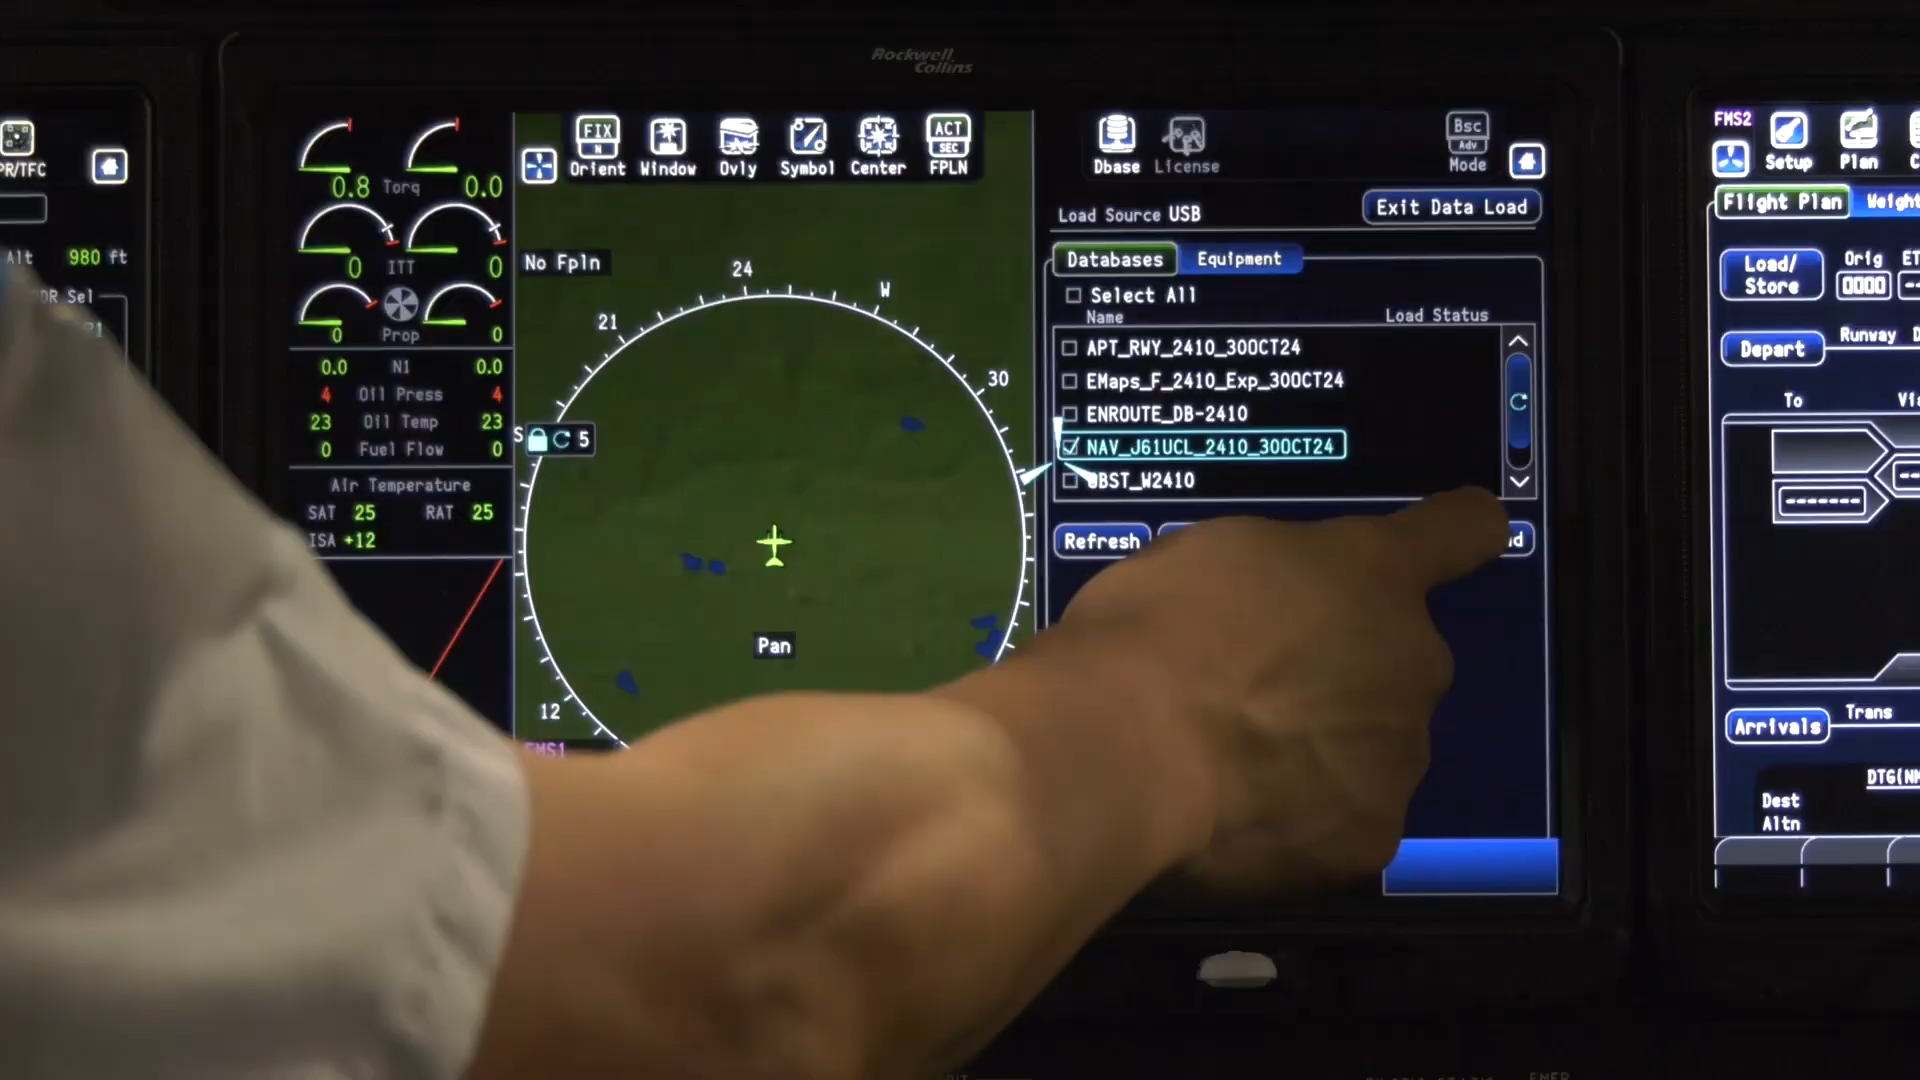 Rockwell
Collins
PR/TFC
Alt 980 ft
DR Sel
0.8 Torq 0.0
0 ITT 0
0 Prop 0
0.0 N1 0.0
4 Oil Press 4
23 Oil Temp 23
0 Fuel Flow 0
Air Temperature
SAT 25 RAT 25
ISA +12
FIX
N
Orient
Window
Ovly
Symbol
Center
ACT
SEC
FPLN
No Fpln
24
W
21
30
S
5
Pan
12
FMS1
Dbase
License
Bsc
Adv
Mode
Load Source USB
Exit Data Load
Databases
Equipment
Select All
Name Load Status
APT_RWY_2410_30OCT24
EMaps_F_2410_Exp_30OCT24
ENROUTE_DB-2410
NAV_J61UCL_2410_30OCT24
OBST_W2410
Refresh
FMS2
Setup
Plan
Flight Plan
Weight
Load/
Store
Orig
Depart
Runway
To
Arrivals
Trans
DTG(NM
Dest
Altn